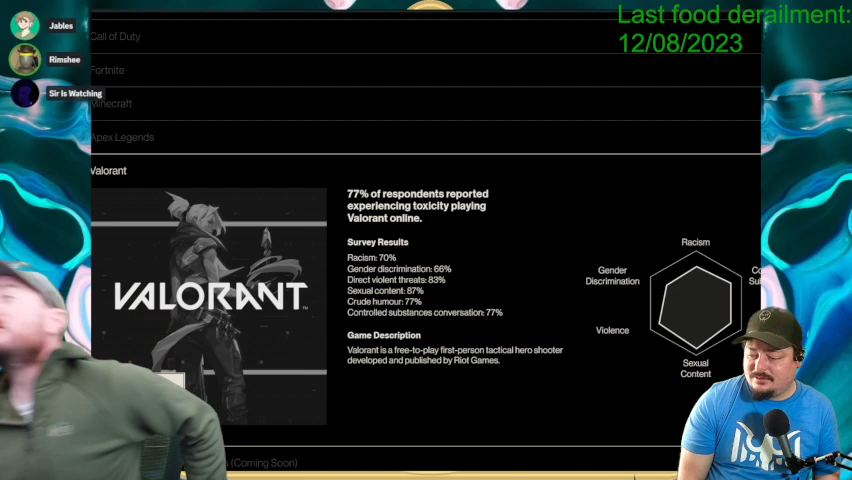 Last food derailment:
12/08/2023
Jables
Rimshee
Sir Is Watching
Call of Duty
Fortnite
Minecraft
Apex Legends
Valorant
VALORANT
77% of respondents reported
experiencing toxicity playing
Valorant online.
Survey Results
Racism: 70%
Gender discrimination: 66%
Direct violent threats: 83%
Sexual content: 87%
Crude humour: 77%
Controlled substances conversation: 77%
Game Description
Valorant is a free-to-play first-person tactical hero shooter
developed and published by Riot Games.
Racism
Gender
Discrimination
Violence
Sexual
Content
(Coming Soon)